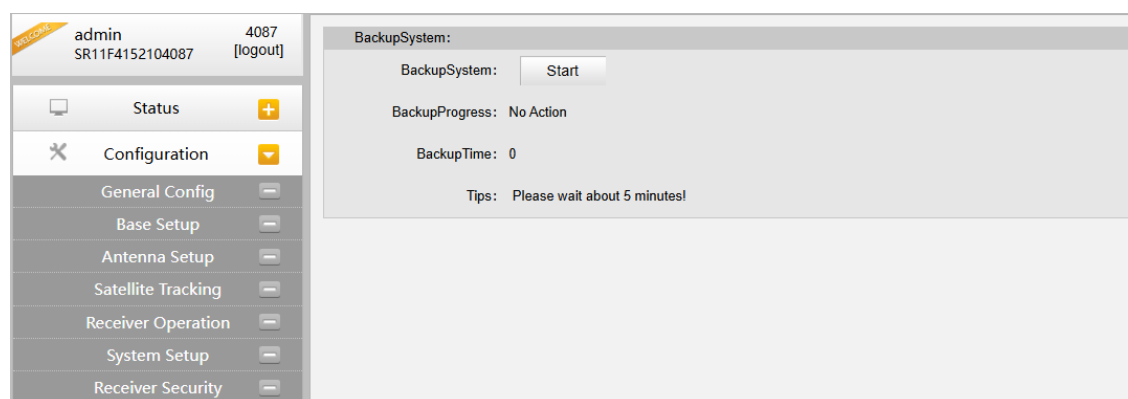 WELCOME
admin
4087
SR11F4152104087
[logout]
Status
Configuration
General Config
Base Setup
Antenna Setup
Satellite Tracking
Receiver Operation
System Setup
Receiver Security
BackupSystem:
BackupSystem: Start
BackupProgress: No Action
BackupTime: 0
Tips: Please wait about 5 minutes!